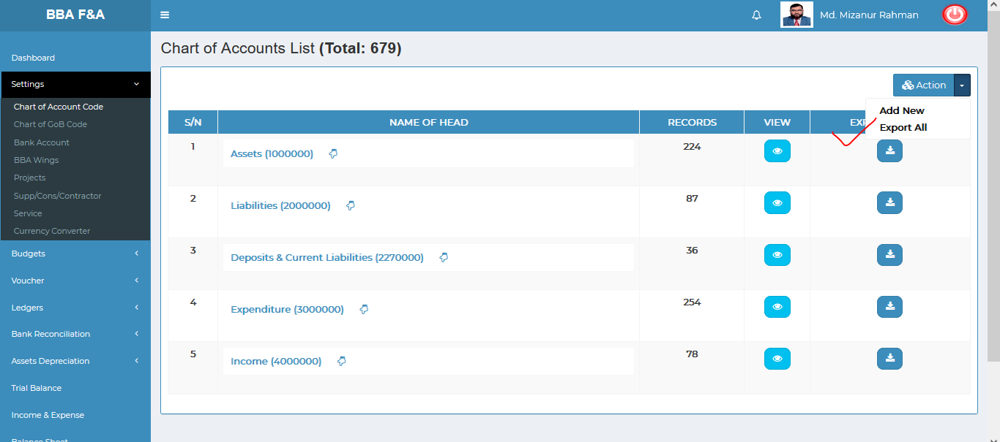 BBA F&A
Md. Mizanur Rahman
Dashboard
Settings
Chart of Account Code
Chart of GoB Code
Bank Account
BBA Wings
Projects
Supp/Cons/Contractor
Service
Currency Converter
Budgets
Voucher
Ledgers
Bank Reconciliation
Assets Depreciation
Trial Balance
Income & Expense
Balance Sheet
Chart of Accounts List (Total: 679)
Action
Add New
Export All
S/N NAME OF HEAD RECORDS VIEW
1 Assets (1000000) 224
2 Liabilities (2000000) 87
3 Deposits & Current Liabilities (2270000) 36
4 Expenditure (3000000) 254
5 Income (4000000) 78